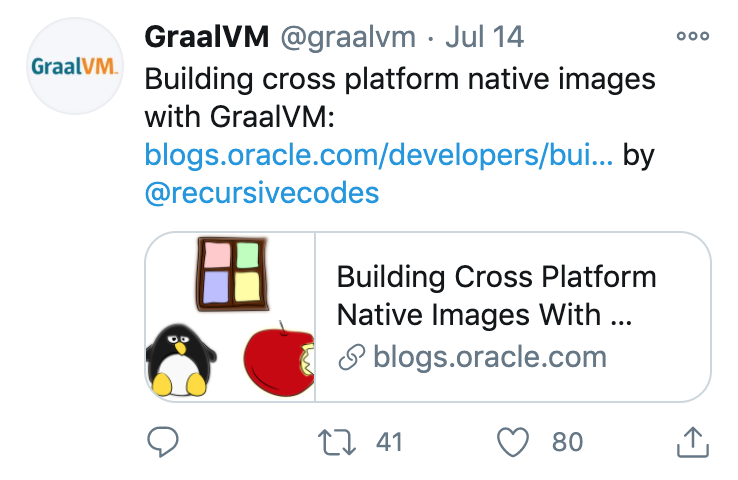 GraalVM
GraalVM @graalvm · Jul 14
Building cross platform native images
with GraalVM:
blogs.oracle.com/developers/bui... by
@recursivecodes
Building Cross Platform
Native Images With ...
blogs.oracle.com
41
80